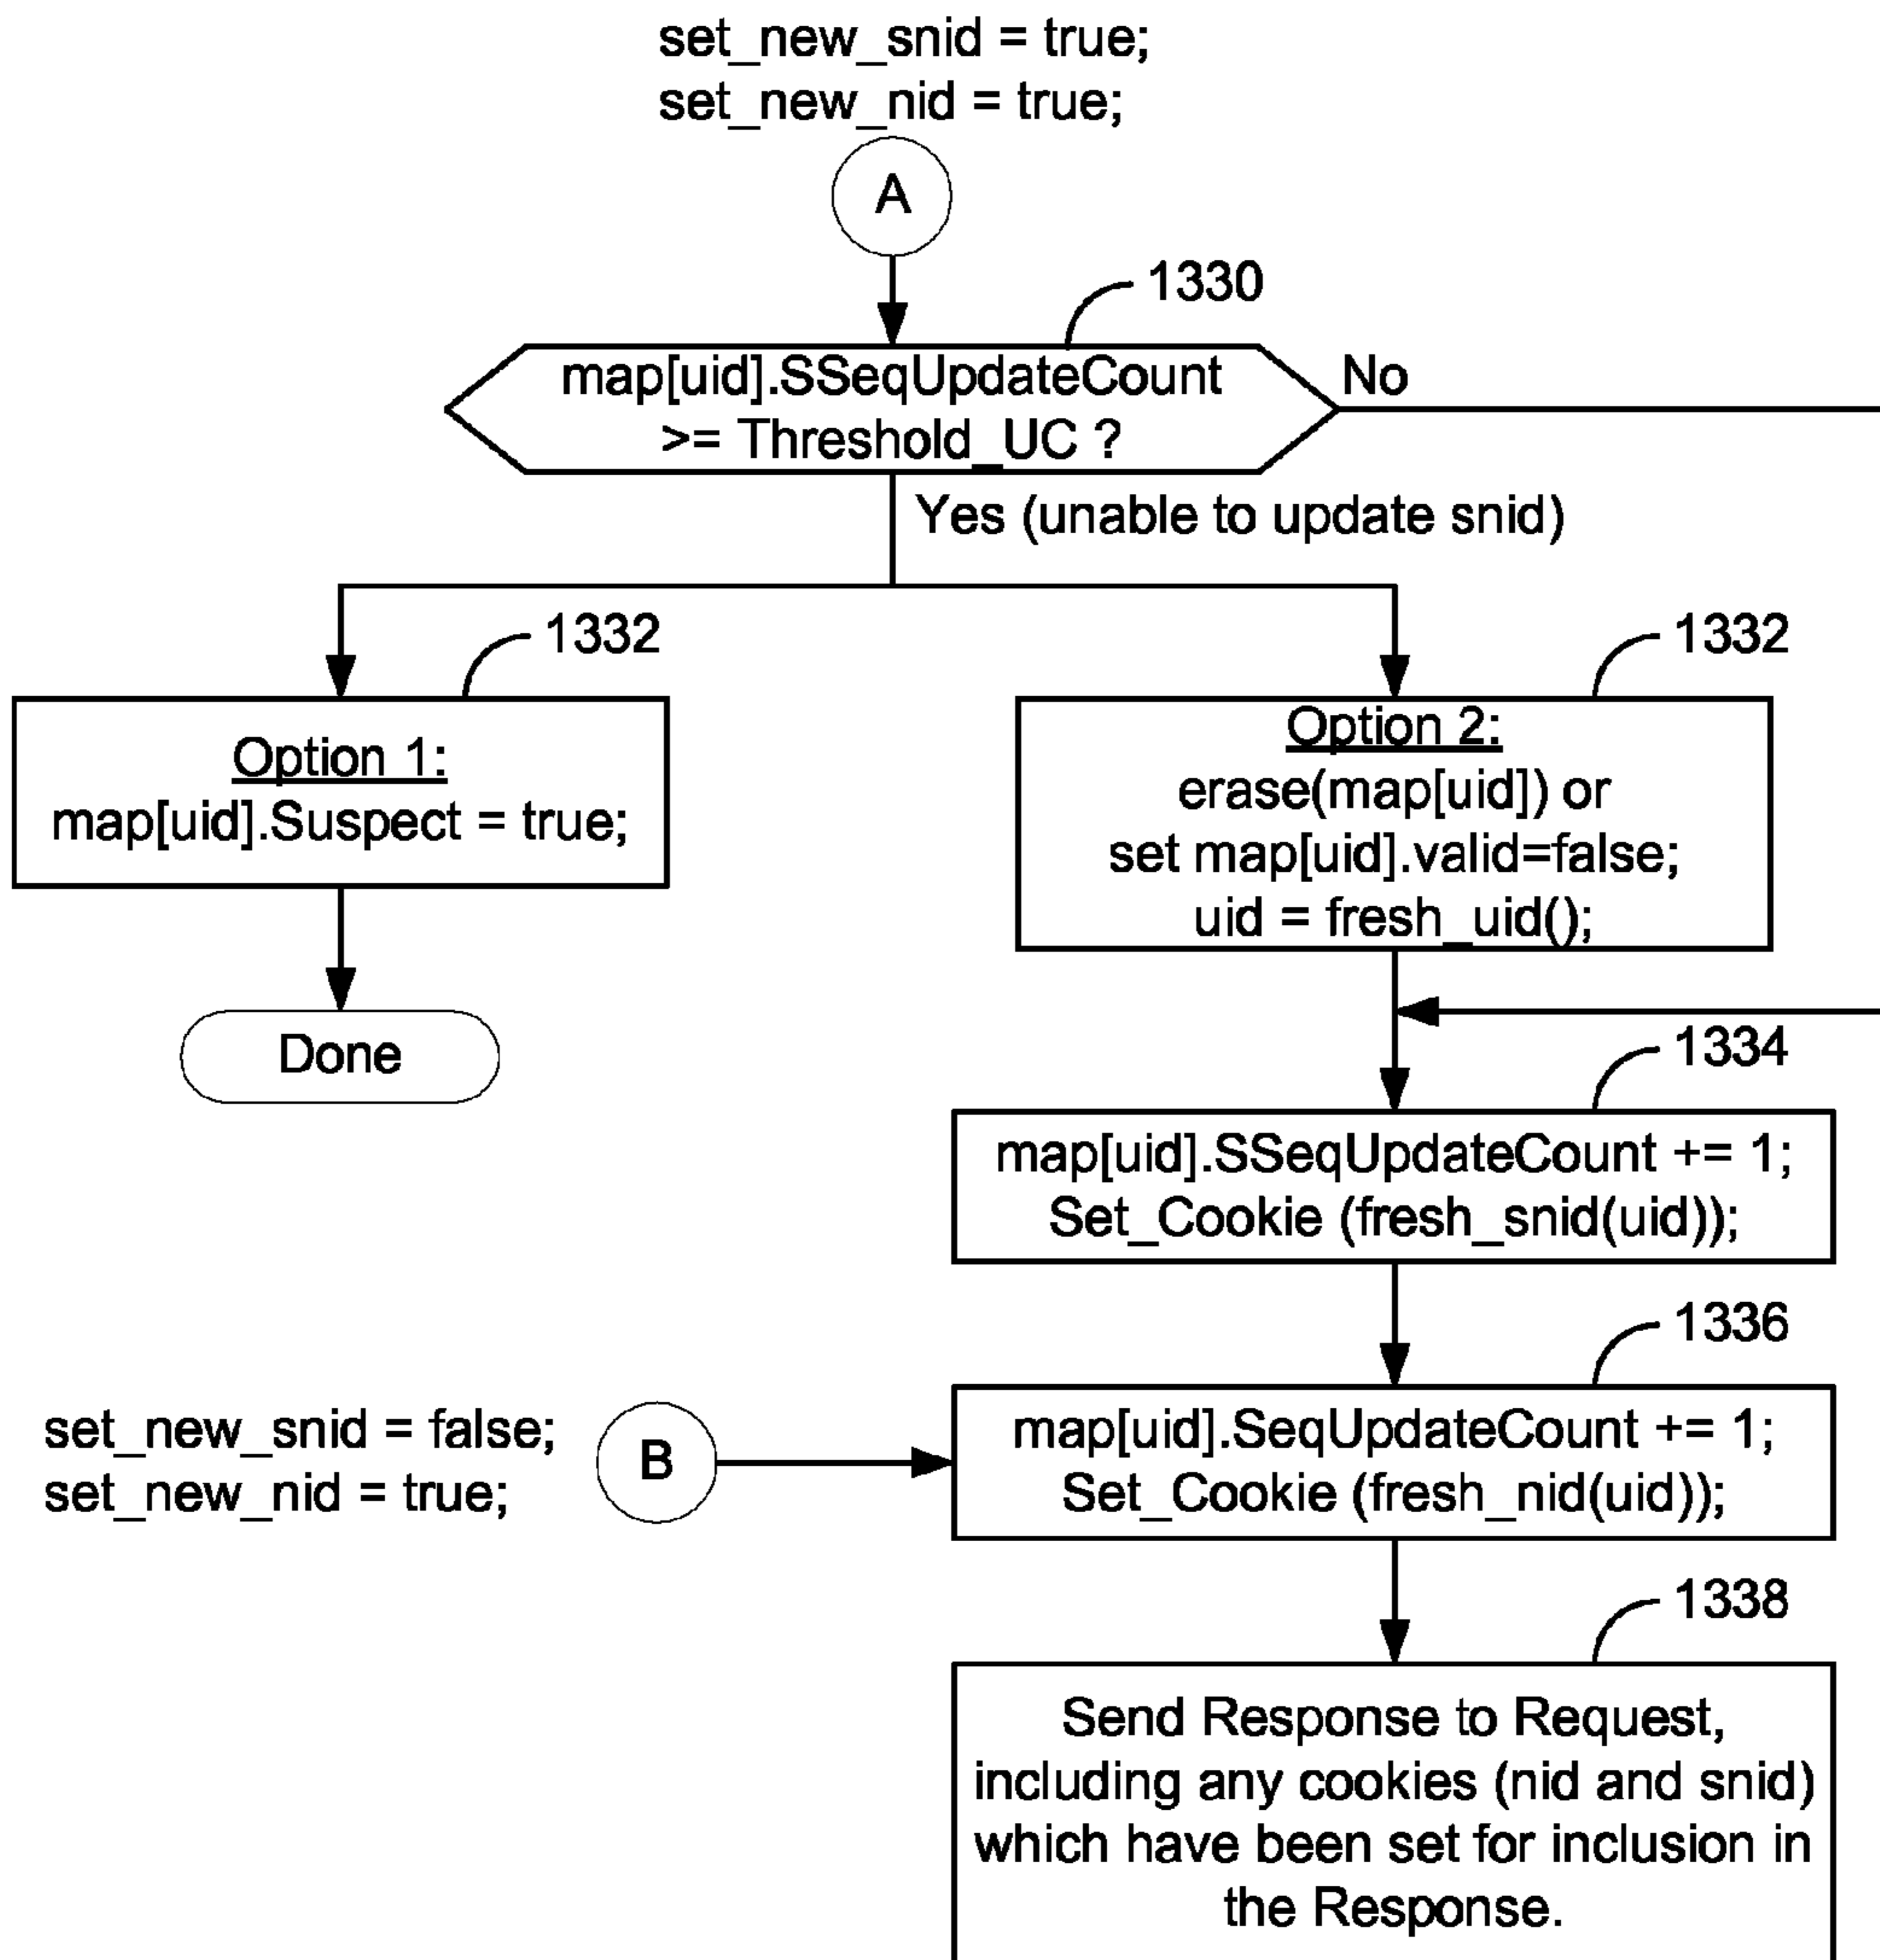 set_new_snid = true;
set_new_nid = true;
A
1330
map[uid].SSeqUpdateCount
>= Threshold_UC ?
No
Yes (unable to update snid)
1332
Option 1:
map[uid].Suspect = true;
Done
1332
Option 2:
erase(map[uid]) or
set map[uid].valid=false;
uid = fresh_uid();
1334
map[uid].SSeqUpdateCount += 1;
Set_Cookie (fresh_snid(uid));
1336
set_new_snid = false;
set_new_nid = true;
B
map[uid].SeqUpdateCount += 1;
Set_Cookie (fresh_nid(uid));
1338
Send Response to Request,
including any cookies (nid and snid)
which have been set for inclusion in
the Response.